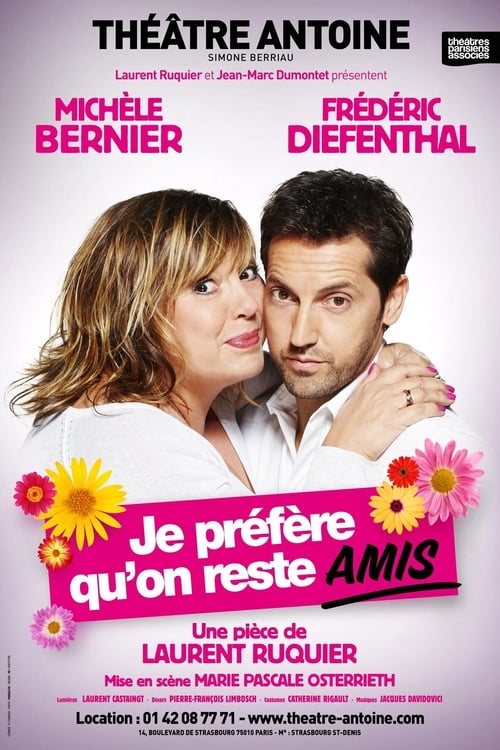 THÉÂTRE ANTOINE
SIMONE BERRIAU
théâtres
parisiens
associés
Laurent Ruquier et Jean-Marc Dumontet présentent
MICHÈLE
BERNIER
FRÉDÉRIC
DIEFENTHAL
Je préfère
qu'on reste AMIS
Une pièce de
LAURENT RUQUIER
Mise en scène MARIE PASCALE OSTERRIETH
Lumières LAURENT CASTAINGT Décors PIERRE-FRANÇOIS LIMBOSCH Costumes CATHERINE RIGAULT Musiques JACQUES DAVIDOVICI
Location : 01 42 08 77 71 - www.theatre-antoine.com
14, BOULEVARD DE STRASBOURG 75010 PARIS - M° : STRASBOURG ST-DENIS